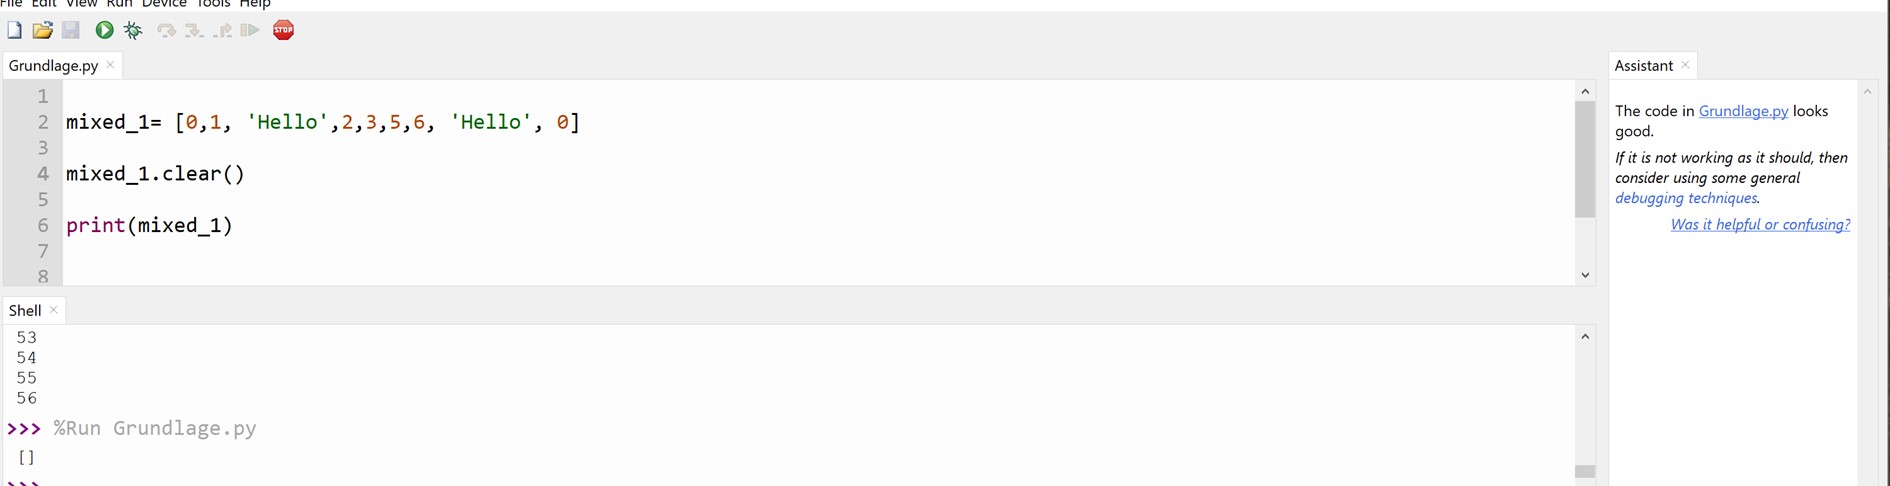 File Edit View Run Device Tools Help
STOP
Grundlage.py ×
Assistant ×
1
2 mixed_1= [0,1, 'Hello',2,3,5,6, 'Hello', 0]
3
4 mixed_1.clear()
5
6 print(mixed_1)
7
8
The code in Grundlage.py looks
good.
If it is not working as it should, then
consider using some general
debugging techniques.
Was it helpful or confusing?
Shell ×
53
54
55
56
>>> %Run Grundlage.py
[]
>>>